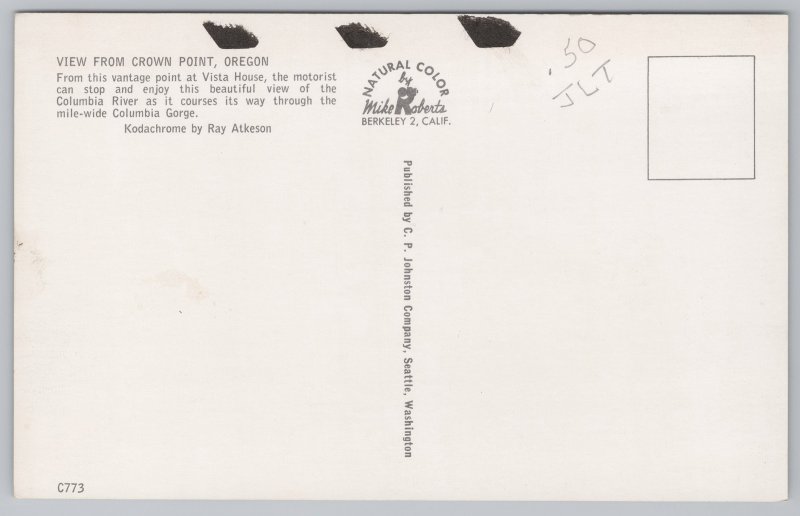 VIEW FROM CROWN POINT, OREGON
From this vantage point at Vista House, the motorist
can stop and enjoy this beautiful view of the
Columbia River as it courses its way through the
mile-wide Columbia Gorge.
Kodachrome by Ray Atkeson
NATURAL COLOR
by
Mike Roberts
BERKELEY 2, CALIF.
.50
JLT
Published by C. P. Johnston Company, Seattle, Washington
C773